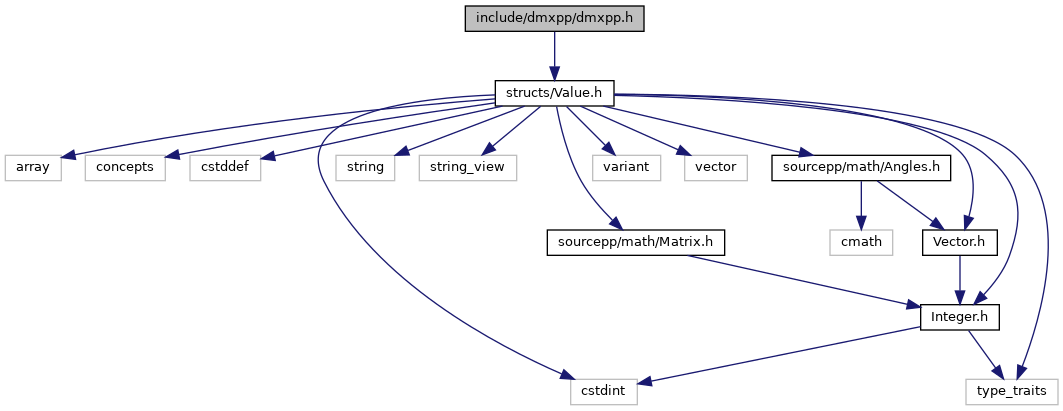 include/dmxpp/dmxpp.h
structs/Value.h
array
concepts
cstddef
string
string_view
variant
vector
sourcepp/math/Angles.h
sourcepp/math/Matrix.h
cmath
Vector.h
Integer.h
cstdint
type_traits